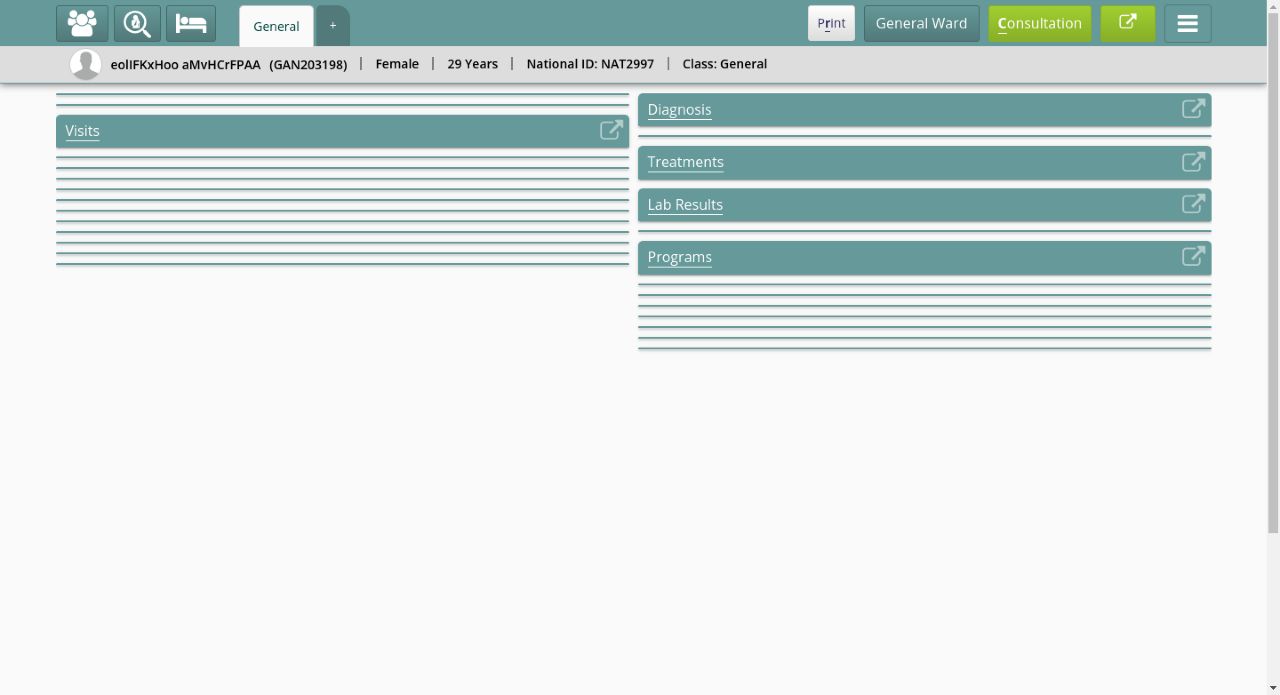 General
+
Print
General Ward
Consultation
eolIFKxHoo aMvHCrFPAA (GAN203198) | Female | 29 Years | National ID: NAT2997 | Class: General
Visits
Diagnosis
Treatments
Lab Results
Programs